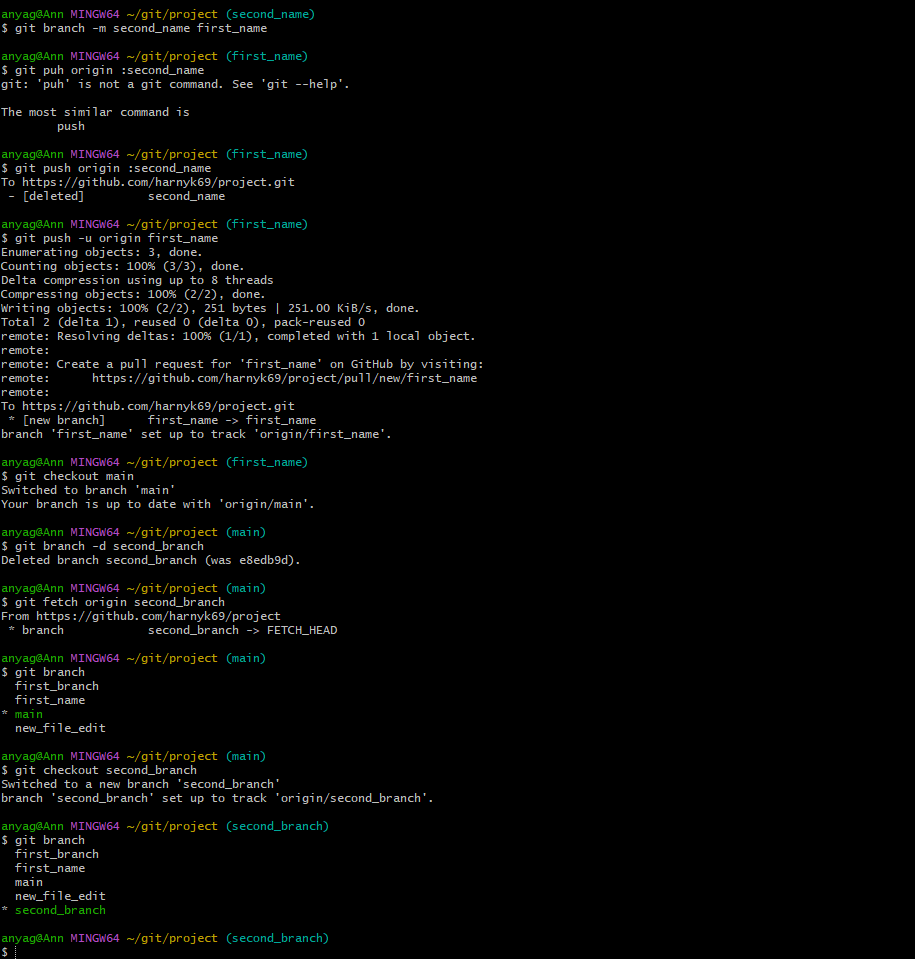 anyag@Ann MINGW64 ~/git/project (second_name)
$ git branch -m second_name first_name
anyag@Ann MINGW64 ~/git/project (first_name)
$ git puh origin :second_name
git: 'puh' is not a git command. See 'git --help'.
The most similar command is
push
anyag@Ann MINGW64 ~/git/project (first_name)
$ git push origin :second_name
To https://github.com/harnyk69/project.git
- [deleted] second_name
anyag@Ann MINGW64 ~/git/project (first_name)
$ git push -u origin first_name
Enumerating objects: 3, done.
Counting objects: 100% (3/3), done.
Delta compression using up to 8 threads
Compressing objects: 100% (2/2), done.
Writing objects: 100% (2/2), 251 bytes | 251.00 KiB/s, done.
Total 2 (delta 1), reused 0 (delta 0), pack-reused 0
remote: Resolving deltas: 100% (1/1), completed with 1 local object.
remote:
remote: Create a pull request for 'first_name' on GitHub by visiting:
remote: https://github.com/harnyk69/project/pull/new/first_name
remote:
To https://github.com/harnyk69/project.git
* [new branch] first_name -> first_name
branch 'first_name' set up to track 'origin/first_name'.
anyag@Ann MINGW64 ~/git/project (first_name)
$ git checkout main
Switched to branch 'main'
Your branch is up to date with 'origin/main'.
anyag@Ann MINGW64 ~/git/project (main)
$ git branch -d second_branch
Deleted branch second_branch (was e8edb9d).
anyag@Ann MINGW64 ~/git/project (main)
$ git fetch origin second_branch
From https://github.com/harnyk69/project
* branch second_branch -> FETCH_HEAD
anyag@Ann MINGW64 ~/git/project (main)
$ git branch
first_branch
first_name
* main
new_file_edit
anyag@Ann MINGW64 ~/git/project (main)
$ git checkout second_branch
Switched to a new branch 'second_branch'
branch 'second_branch' set up to track 'origin/second_branch'.
anyag@Ann MINGW64 ~/git/project (second_branch)
$ git branch
first_branch
first_name
main
new_file_edit
* second_branch
anyag@Ann MINGW64 ~/git/project (second_branch)
$